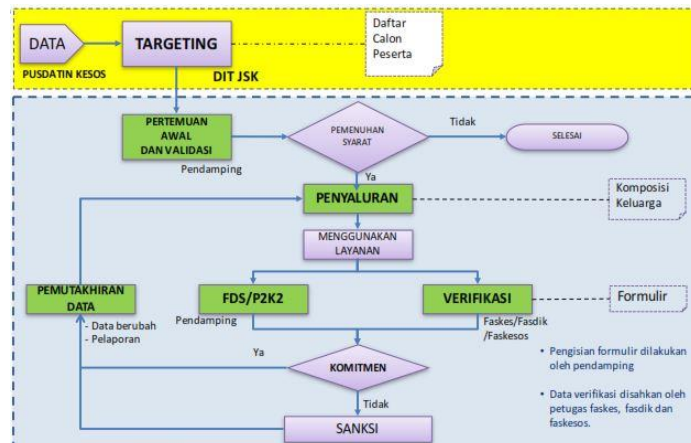 DATA
TARGETING
Daftar
Calon
Peserta
PUSDATIN KESOS
DIT JSK
PERTEMUAN
AWAL
DAN VALIDASI
Pendamping
PEMENUHAN
SYARAT
Tidak
SELESAI
Ya
PENYALURAN
Komposisi
Keluarga
MENGGUNAKAN
LAYANAN
PEMUTAKHIRAN
DATA
FDS/P2K2
VERIFIKASI
Formulir
- Data berubah
- Pelaporan
Pendamping
Faskes/Fasdik
/Faskesos
Ya
KOMITMEN
Tidak
SANKSI
• Pengisian formulir dilakukan
oleh pendamping
• Data verifikasi disahkan oleh
petugas faskes, fasdik dan
faskesos.